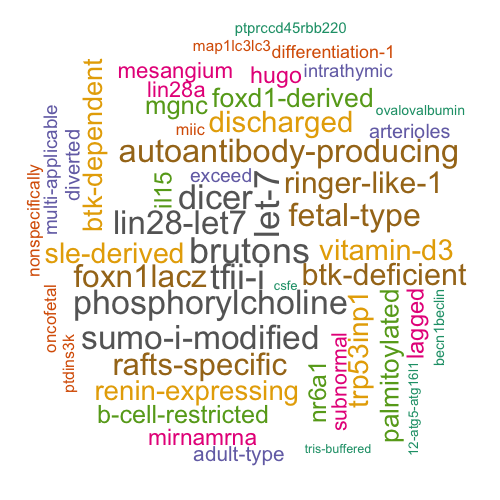 ptprccd45rbb220
map1lc3lc3 differentiation-1
mesangium hugo intrathymic
lin28a
mgnc foxd1-derived
ovalovalbumin
miic discharged arterioles
btk-dependent
multi-applicable
diverted
nonspecifically
autoantibody-producing
exceed ringer-like-1
il15 dicer let-7
lin28-let7 fetal-type
sle-derived brutons vitamin-d3
foxn1lacz tfii-i btk-deficient
csfe
phosphorylcholine
oncofetal
ptdins3k
sumo-i-modified
rafts-specific
renin-expressing
nr6a1
subnormal
trp53inp1
palmitoylated
lagged
12-atg5-atg16l1
becn1beclin
b-cell-restricted
mirnamrna
adult-type tris-buffered